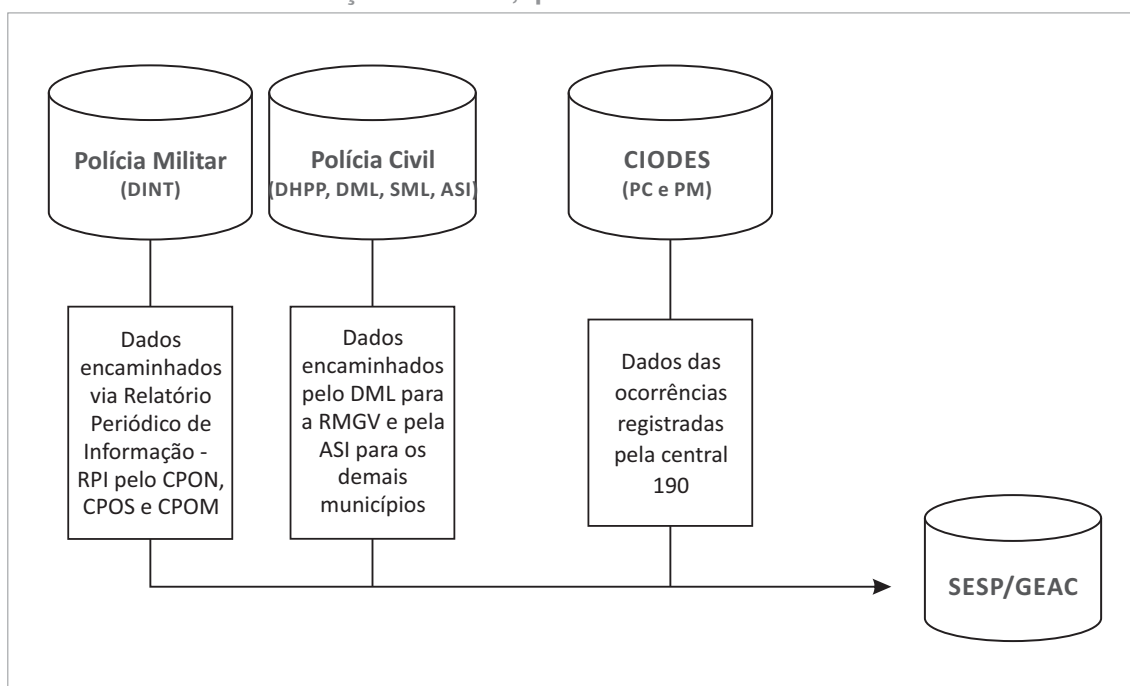 Polícia Militar
(DINT)
Polícia Civil
(DHPP, DML, SML, ASI)
CIODES
(PC e PM)
Dados
encaminhados
via Relatório
Periódico de
Informação -
RPI pelo CPON,
CPOS e CPOM
Dados
encaminhados
pelo DML para
a RMGV e pela
ASI para os
demais
municípios
Dados das
ocorrências
registradas
pela central
190
SESP/GEAC